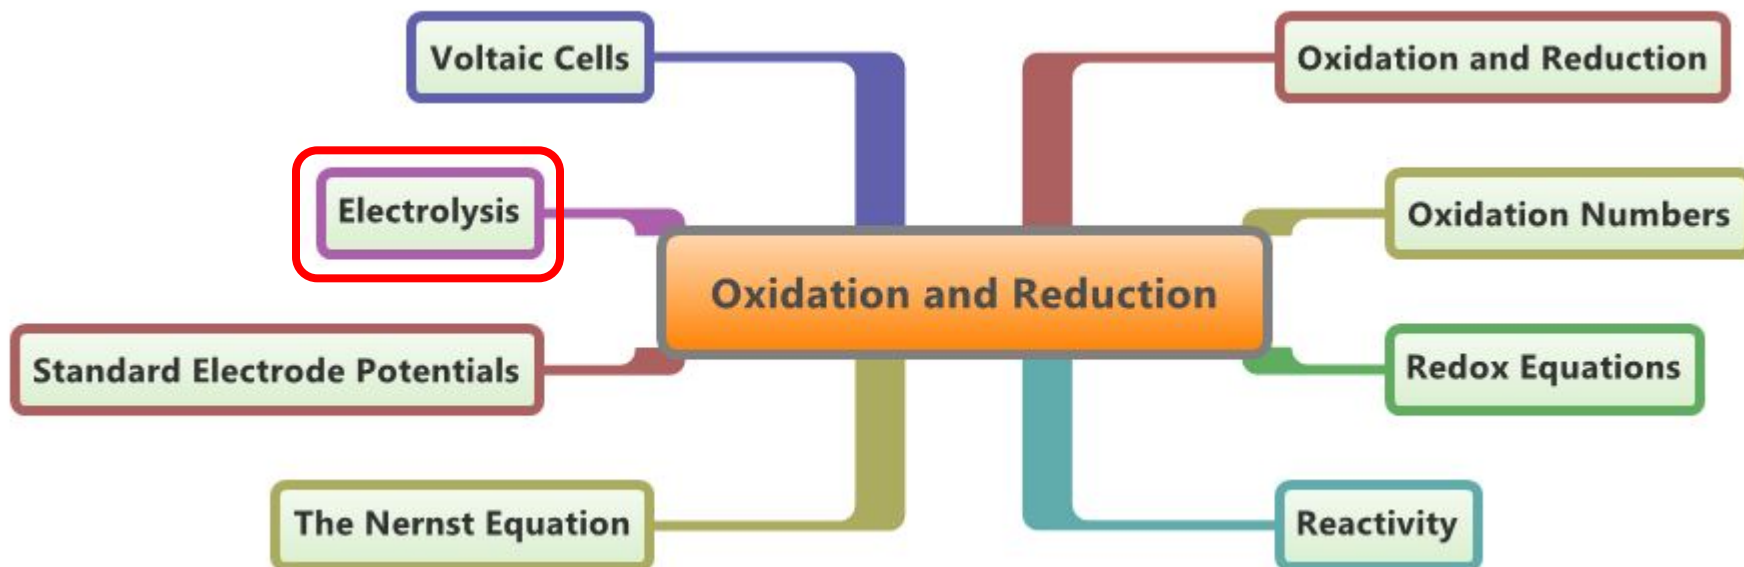 Voltaic Cells
Oxidation and Reduction
Electrolysis
Oxidation Numbers
Oxidation and Reduction
Standard Electrode Potentials
Redox Equations
The Nernst Equation
Reactivity